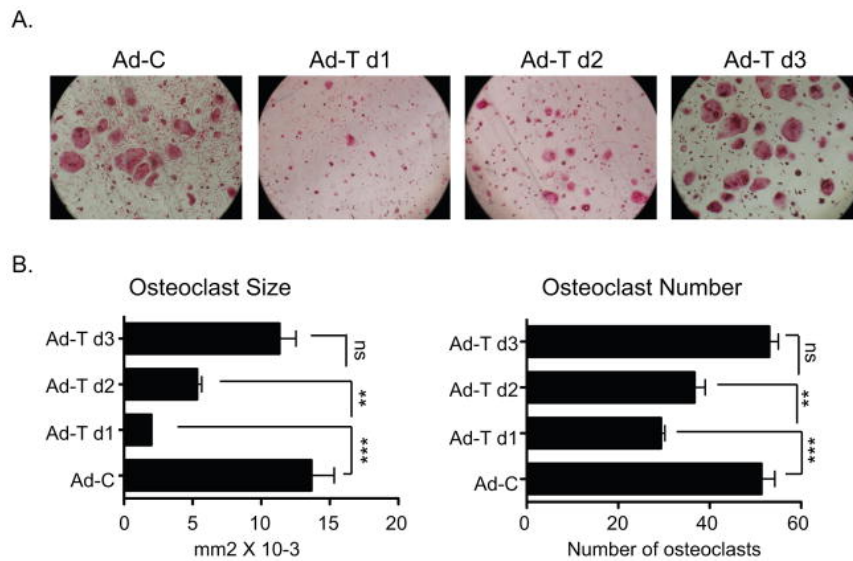 A.
Ad-C Ad-T d1 Ad-T d2 Ad-T d3
B.
Osteoclast Size
Ad-T d3
Ad-T d2
Ad-T d1
Ad-C
ns
**
***
0 5 10 15 20
mm2 X 10-3
Osteoclast Number
Ad-T d3
Ad-T d2
Ad-T d1
Ad-C
ns
**
***
0 20 40 60
Number of osteoclasts